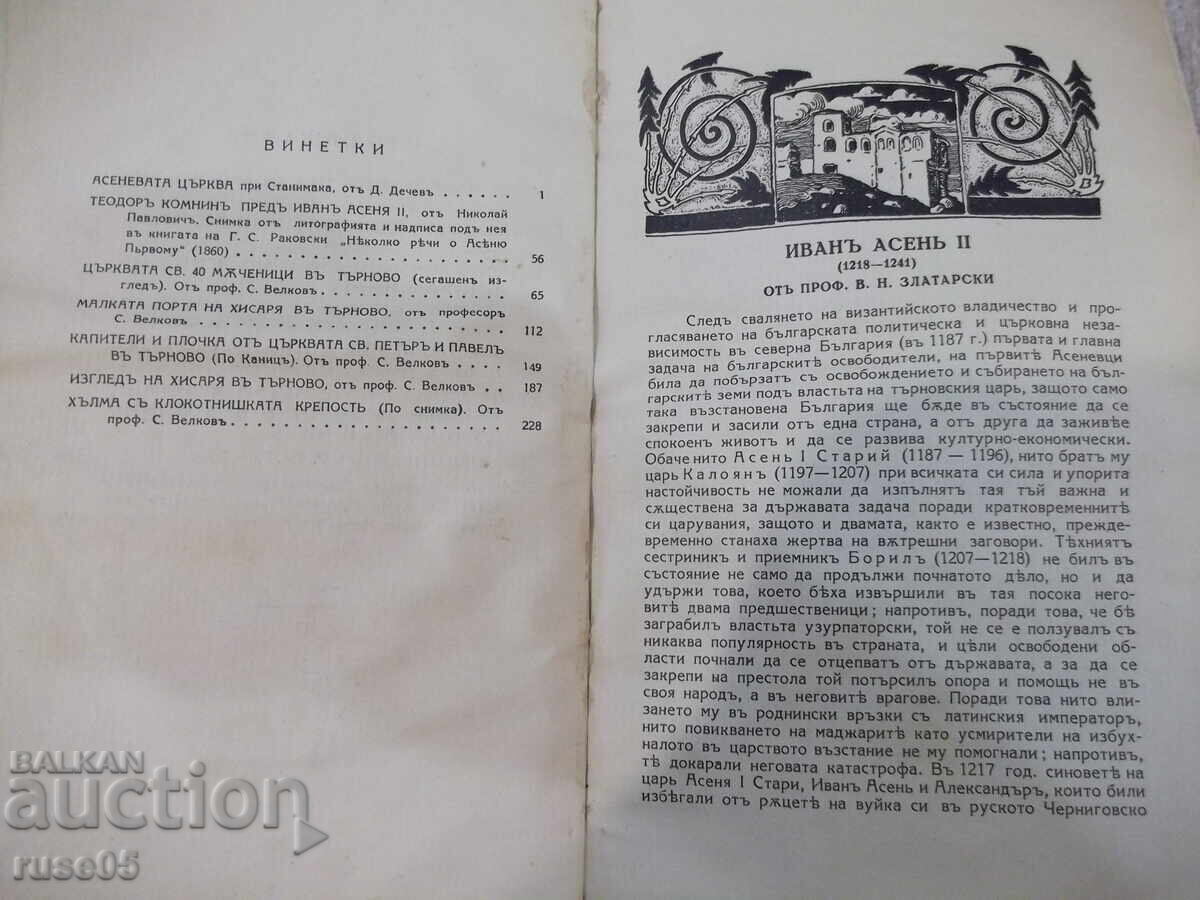 ВИНЕТКИ
АСЕНЕВАТА ЦЪРКВА при Станимака, отъ Д. Дечевъ . . . . . . 1
ТЕОДОРЪ КОМНИНЪ ПРЕДЪ ИВАНЪ АСЕНЯ II, отъ Николай
Павловичъ. Снимка отъ литографията и надписа подъ нея
въ книгата на Г. С. Раковски „Нѣколко рѣчи о Асѣню
Първому“ (1860) . . . . . . . . . . . . . . . . . . 56
ЦЪРКВАТА СВ. 40 МѪЧЕНИЦИ ВЪ ТЪРНОВО (сегашенъ из-
гледъ). Отъ проф. С. Велковъ . . . . . . . . . . . . 65
МАЛКАТА ПОРТА НА ХИСАРЯ ВЪ ТЪРНОВО, отъ професоръ
С. Велковъ . . . . . . . . . . . . . . . . . . . . 112
КАПИТЕЛИ И ПЛОЧКА ОТЪ ЦЪРКВАТА СВ. ПЕТЪРЪ И ПАВЕЛЪ
ВЪ ТЪРНОВО (По Каницъ). Отъ проф. С. Велковъ . . . . 149
ИЗГЛЕДЪ НА ХИСАРЯ ВЪ ТЪРНОВО, отъ проф. С. Велковъ . . 187
ХЪЛМА СЪ КЛОКОТНИШКАТА КРЕПОСТЬ (По снимка). Отъ
проф. С. Велковъ . . . . . . . . . . . . . . . . . 228
Д В
ИВАНЪ АСЕНЬ II
(1218—1241)
ОТЪ ПРОФ. В. Н. ЗЛАТАРСКИ
Следъ свалянето на византийското владичество и про-
гласяването на българската политическа и църковна неза-
висимость въ северна България (въ 1187 г.) първата и главна
задача на българскитѣ освободители, на първитѣ Асеневци
била да побързатъ съ освобождението и събирането на бъл-
гарскитѣ земи подъ властьта на търновския царь, защото само
така възстановена България ще бѫде въ състояние да се
закрепи и засили отъ една страна, а отъ друга да заживѣе
спокоенъ животъ и да се развива културно-економически.
Обаче нито Асень I Старий (1187 — 1196), нито братъ му
царь Калоянъ (1197—1207) при всичката си сила и упорита
настойчивость не можали да изпълнятъ тая тъй важна и
сѫществена за държавата задача поради кратковременнитѣ
си царувания, защото и двамата, както е известно, прежде-
временно станаха жертва на вѫтрешни заговори. Тѣхниятъ
сестриникъ и приемникъ Борилъ (1207—1218) не билъ въ
състояние не само да продължи почнатото дѣло, но и да
удържи това, което бѣха извършили въ тая посока него-
витѣ двама предшественици; напротивъ, поради това, че бѣ
заграбилъ властьта узурпаторски, той не се е ползувалъ съ
никаква популярность въ страната, и цѣли освободени об-
ласти почнали да се отцепватъ отъ държавата, а за да се
закрепи на престола той потърсилъ опора и помощь не въ
своя народъ, а въ неговитѣ врагове. Поради това нито вли-
зането му въ роднински връзки съ латинския императоръ,
нито повикването на маджаритѣ като усмирители на избух-
налото въ царството възстание не му помогнали; напротивъ,
тѣ докарали неговата катастрофа. Въ 1217 год. синоветѣ на
царь Асеня I Стари, Иванъ Асень и Александъръ, които били
избѣгали отъ рѫцетѣ на вуйка си въ руското Черниговско
BALKAN
auction
ruse05